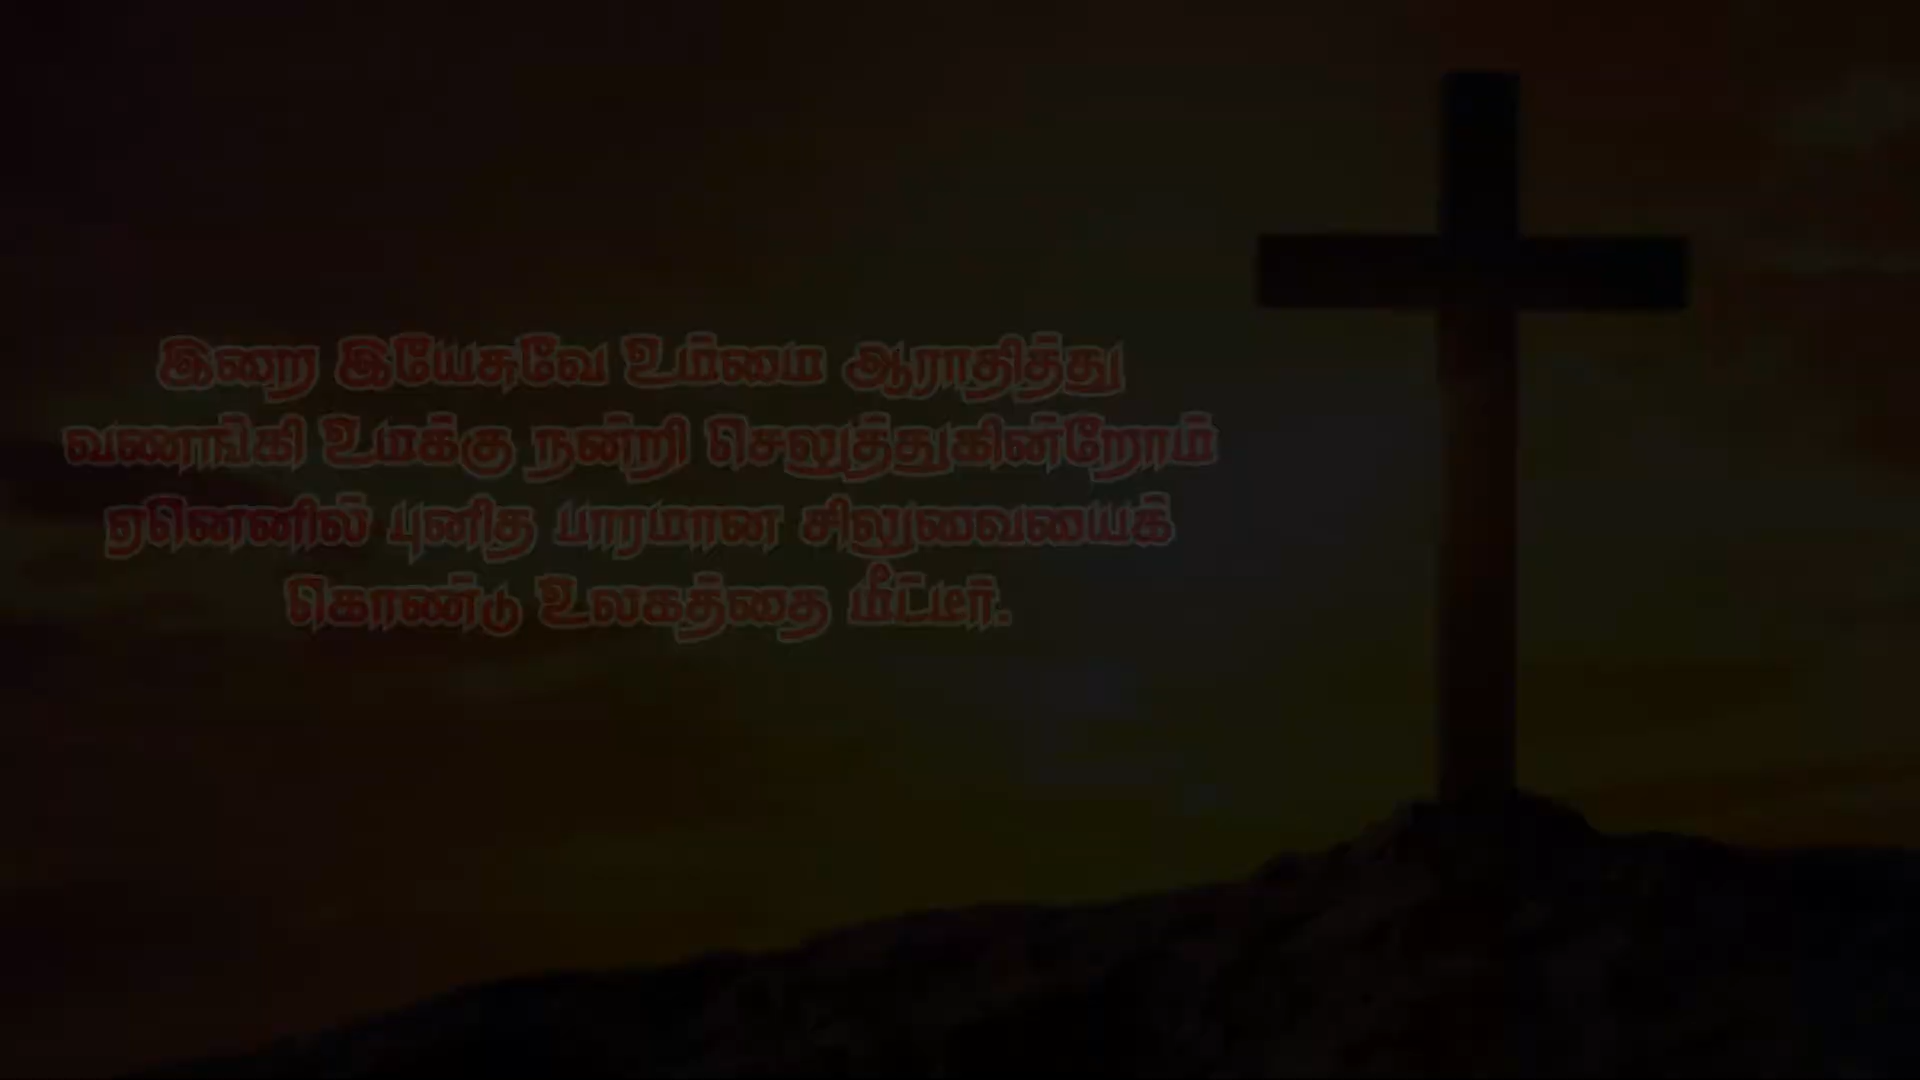 இறை இயேசுவே உம்மை ஆராதித்து
வணங்கி உமக்கு நன்றி செலுத்துகின்றோம்
ஏனெனில் புனித பாரமான சிலுவையைக்
கொண்டு உலகத்தை மீட்டீர்.